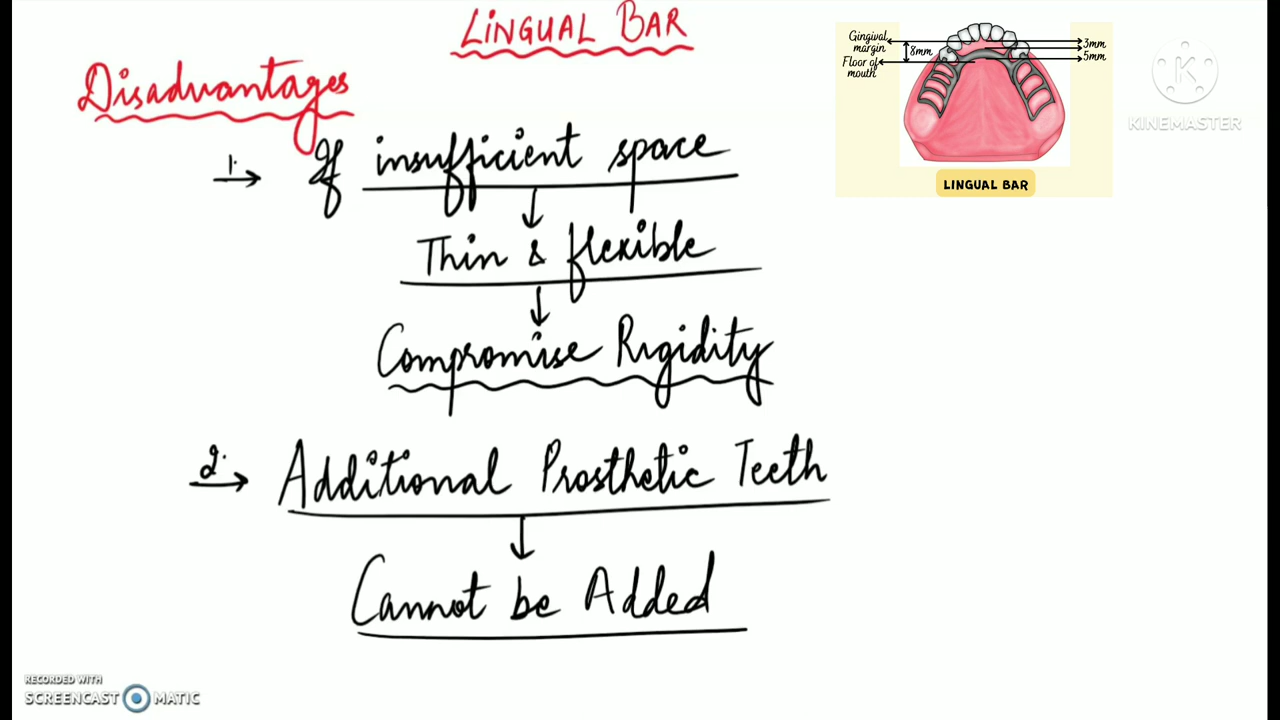 LINGUAL BAR
Disadvantages
1. → If insufficient space
↓
Thin & flexible
↓
Compromise Rigidity
2. → Additional Prosthetic Teeth
↓
Cannot be Added
Gingival margin
8mm
Floor of mouth
3mm
5mm
LINGUAL BAR
K
KINEMASTER
RECORDED WITH
SCREENCAST MATIC